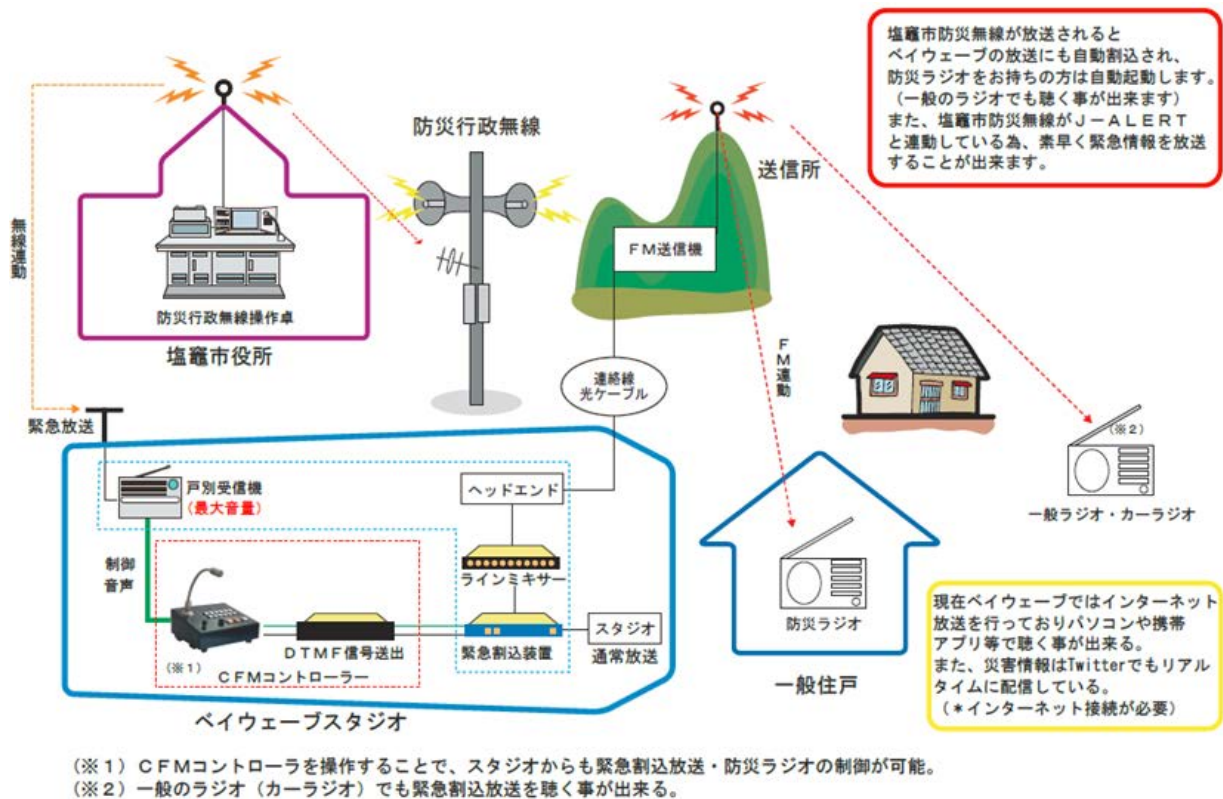 塩竈市防災無線が放送されると
ベイウェーブの放送にも自動割込され、
防災ラジオをお持ちの方は自動起動します。
（一般のラジオでも聴く事が出来ます）
また、塩竈市防災無線がＪ－ＡＬＥＲＴ
と連動している為、素早く緊急情報を放送
することが出来ます。
防災行政無線
送信所
ＦＭ送信機
無線連動
防災行政無線操作卓
塩竈市役所
ＦＭ連動
連絡線
光ケーブル
緊急放送
（※２）
一般ラジオ・カーラジオ
戸別受信機
（最大音量）
ヘッドエンド
制御
音声
ラインミキサー
防災ラジオ
スタジオ
ＤＴＭＦ信号送出
緊急割込装置
通常放送
（※１）
ＣＦＭコントローラー
一般住戸
ベイウェーブスタジオ
現在ベイウェーブではインターネット
放送を行っておりパソコンや携帯
アプリ等で聴く事が出来る。
また、災害情報はTwitterでもリアル
タイムに配信している。
（＊インターネット接続が必要）
（※１）ＣＦＭコントローラを操作することで、スタジオからも緊急割込放送・防災ラジオの制御が可能。
（※２）一般のラジオ（カーラジオ）でも緊急割込放送を聴く事が出来る。